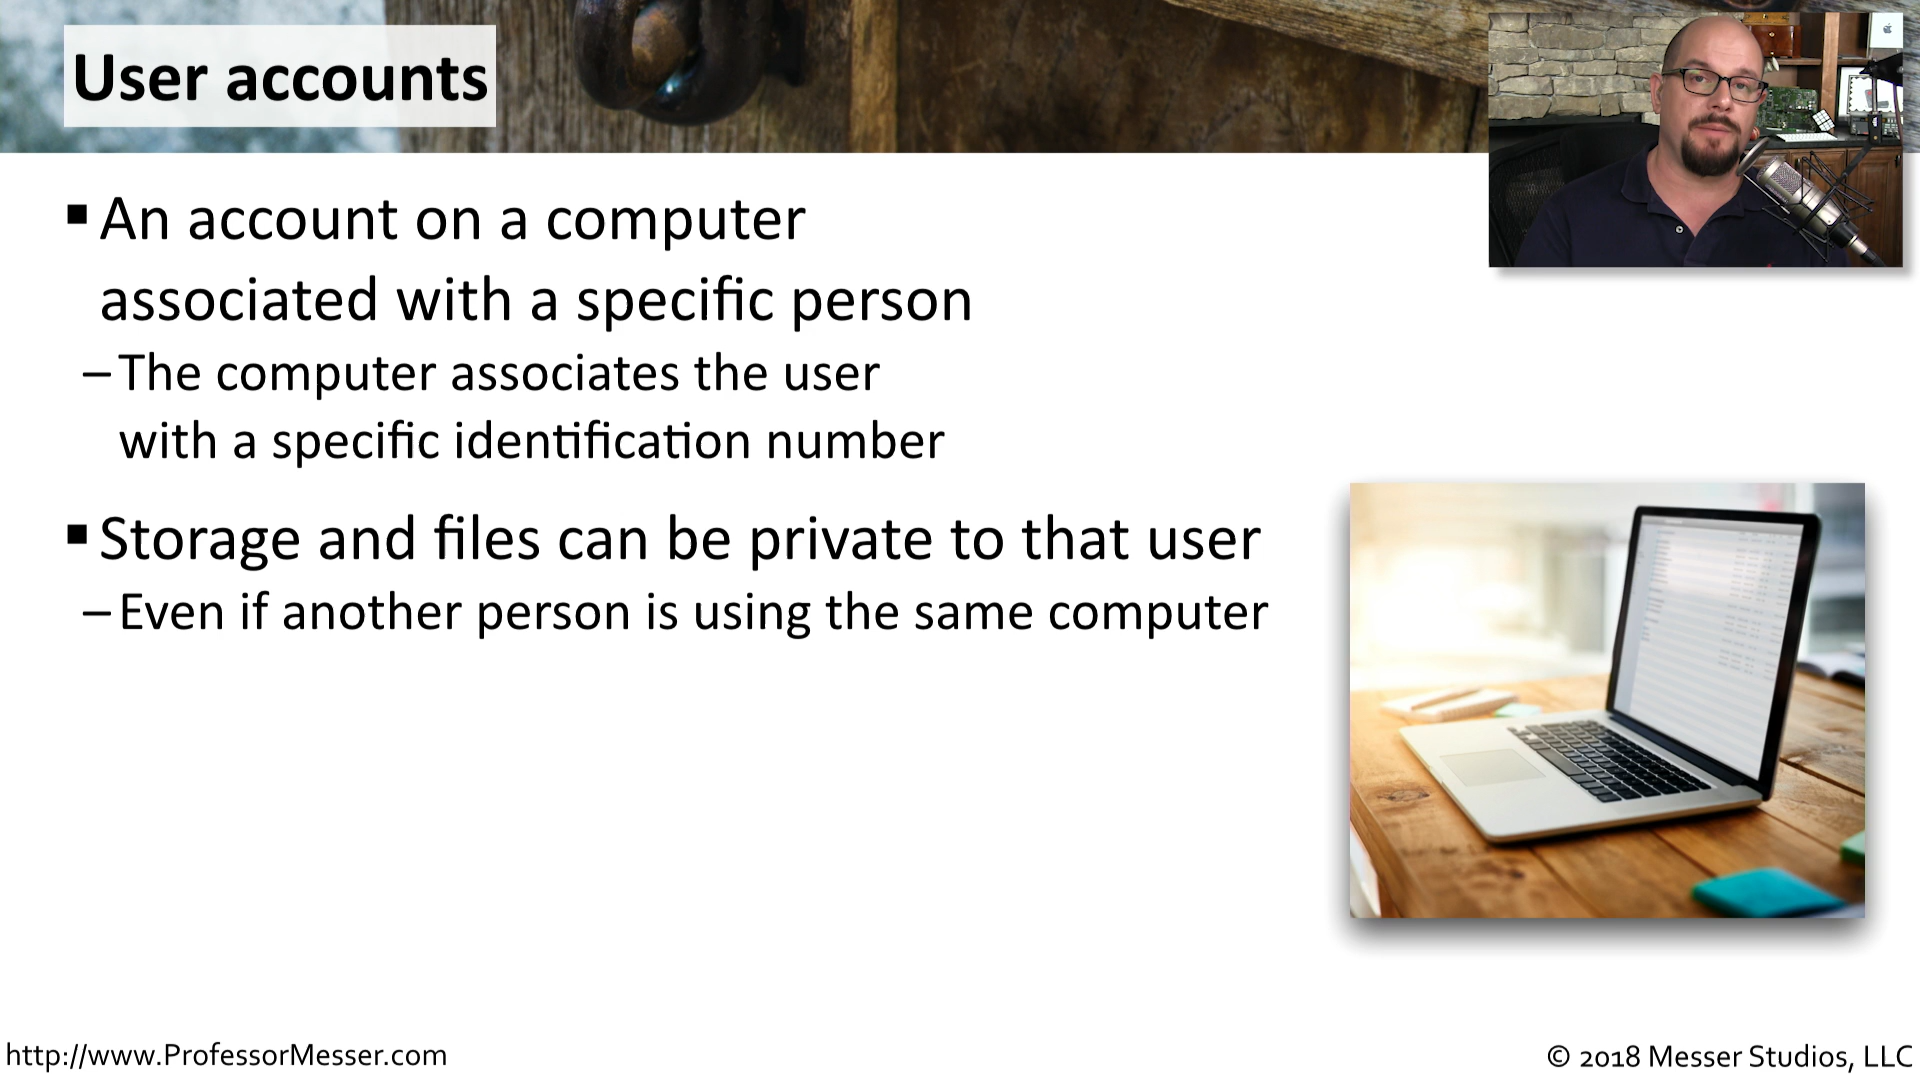 User accounts
▪ An account on a computer
associated with a specific person
– The computer associates the user
with a specific identification number
▪ Storage and files can be private to that user
– Even if another person is using the same computer
http://www.ProfessorMesser.com
© 2018 Messer Studios, LLC